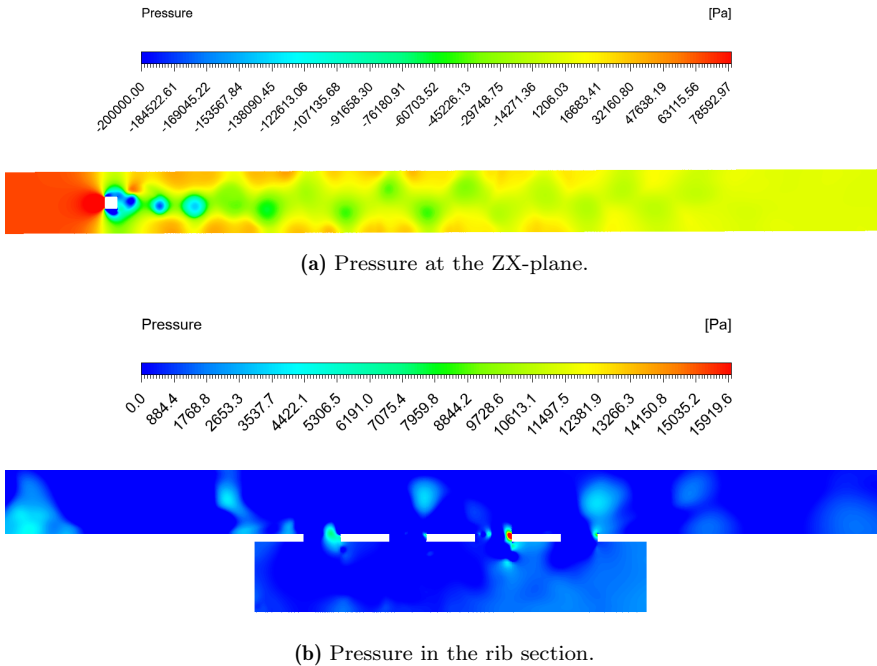 Pressure [Pa]
-200000.00 -184522.61 -169045.22 -153567.84 -138090.45 -122613.06 -107135.68 -91658.30 -76180.91 -60703.52 -45226.13 -29748.75 -14271.36 1206.03 16683.41 32160.80 47638.19 63115.56 78592.97
(a) Pressure at the ZX-plane.
Pressure [Pa]
0.0 884.4 1768.8 2653.3 3537.7 4422.1 5306.5 6191.0 7075.4 7959.8 8844.2 9728.6 10613.1 11497.5 12381.9 13266.3 14150.8 15035.2 15919.6
(b) Pressure in the rib section.